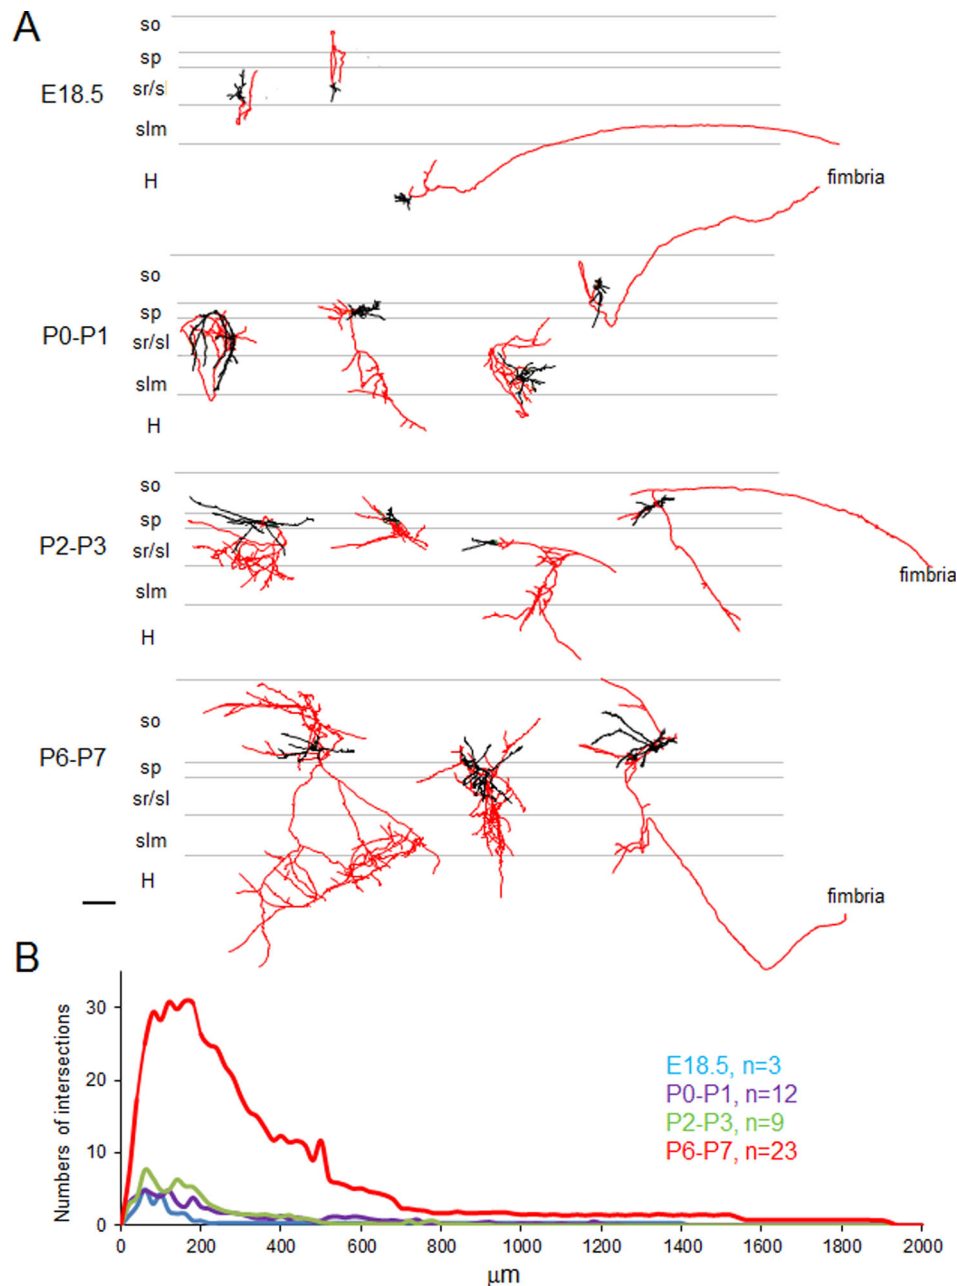 A
so
sp
E18.5
sr/sl
slm
H
fimbria
so
sp
P0-P1
sr/sl
slm
H
so
sp
P2-P3
sr/sl
slm
fimbria
H
so
P6-P7
sp
sr/sl
slm
H
fimbria
B
Numbers of intersections
30
20
10
0
E18.5, n=3
P0-P1, n=12
P2-P3, n=9
P6-P7, n=23
0 200 400 600 800 1000 1200 1400 1600 1800 2000
μm